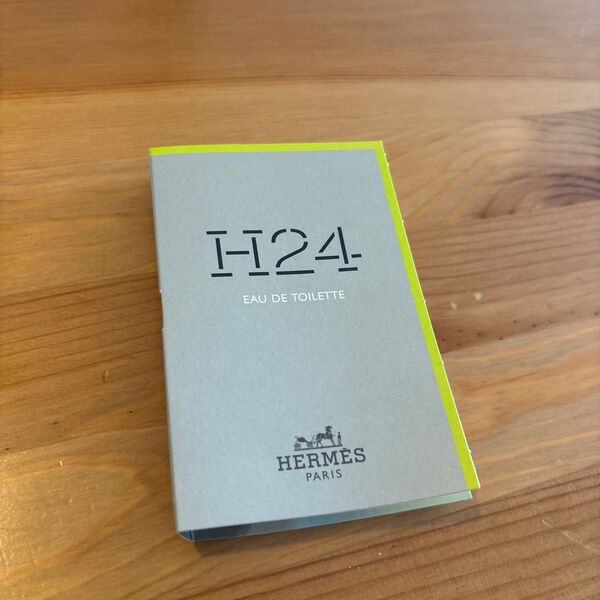 H24
EAU DE TOILETTE
HERMÈS
PARIS